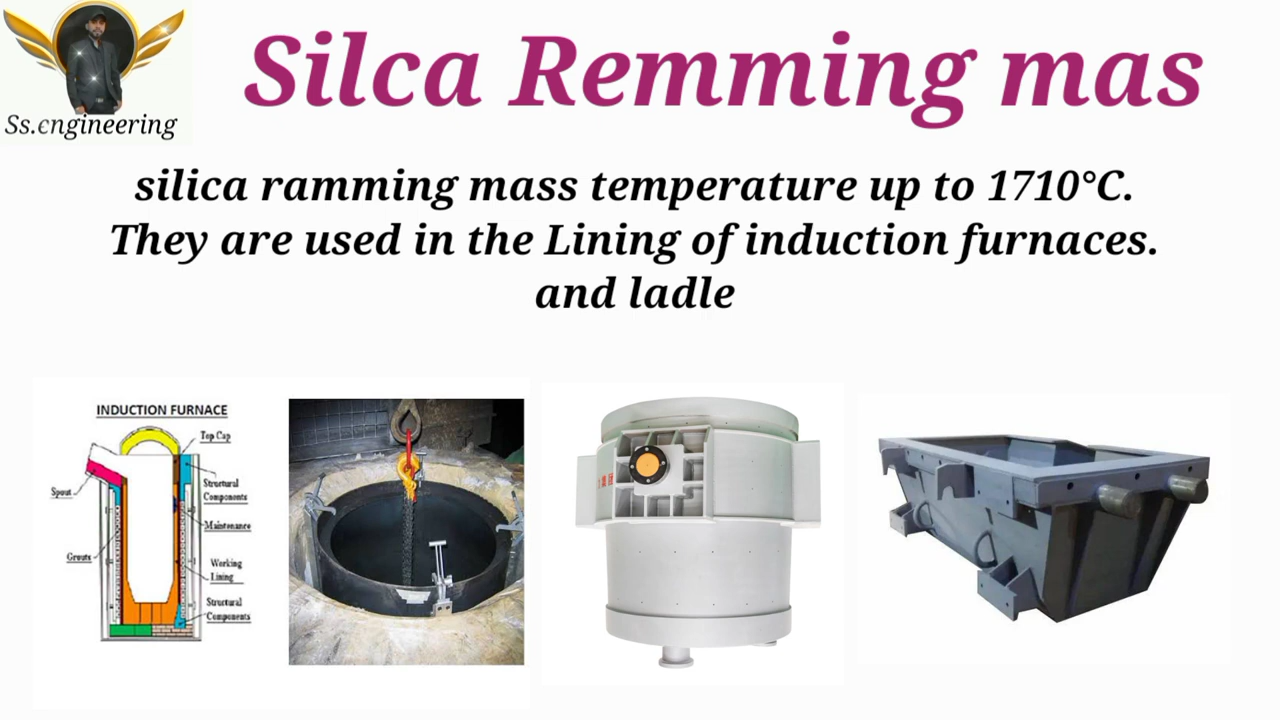 Silca Remming mas
Ss.engineering
silica ramming mass temperature up to 1710°C.
They are used in the Lining of induction furnaces.
and ladle
INDUCTION FURNACE
Top Cap
Spout
Structural
Components
Maintenance
Grouts
Working
Lining
Structural
Components